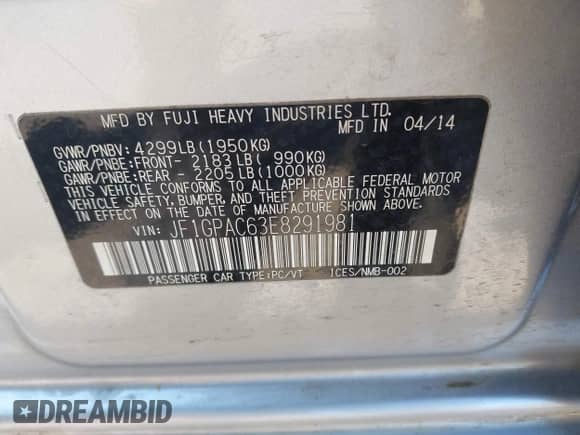 MFD BY FUJI HEAVY INDUSTRIES LTD.
MFD IN 04/14
GVWR/PNBV: 4299LB(1950KG)
GAWR/PNBE:FRONT- 2183LB( 990KG)
GAWR/PNBE:REAR - 2205LB(1000KG)
THIS VEHICLE CONFORMS TO ALL APPLICABLE FEDERAL MOTOR
VEHICLE SAFETY, BUMPER, AND THEFT PREVENTION STANDARDS
IN EFFECT ON THE DATE OF MANUFACTURE SHOWN ABOVE.
VIN: JF1GPAC63E8291981
PASSENGER CAR TYPE:PC/VT ICES/NMB-002
DREAMBID